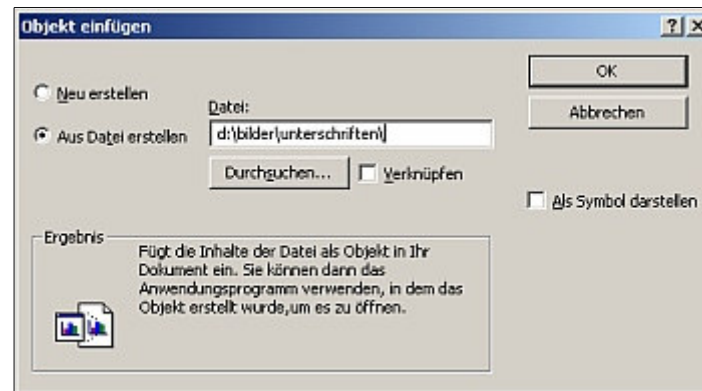 Objekt einfügen
Neu erstellen
Aus Datei erstellen
Datei:
d:\bilder\unterschriften\
Durchsuchen...
Verknüpfen
OK
Abbrechen
Als Symbol darstellen
Ergebnis
Fügt die Inhalte der Datei als Objekt in Ihr
Dokument ein. Sie können dann das
Anwendungsprogramm verwenden, in dem das
Objekt erstellt wurde,um es zu öffnen.